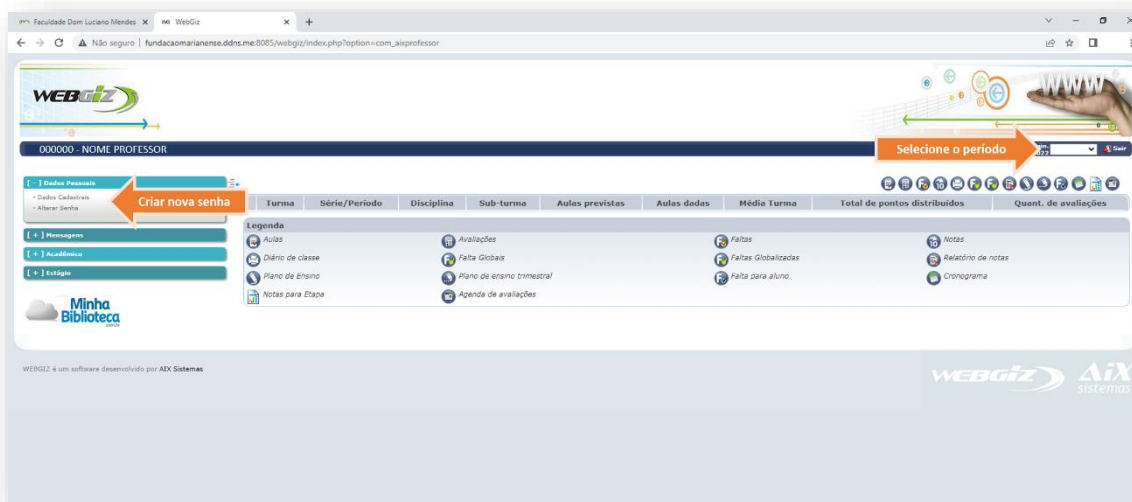 Faculdade Dom Luciano Mendes
WebGiz
Não seguro | fundacaomarianense.ddns.me:8085/webgiz/index.php?option=com_aixprofessor
WEBGIZ
WWW
000000 - NOME PROFESSOR
Selecione o período
Sair
[ - ] Dados Pessoais
- Dados Cadastrais
- Alterar Senha
Criar nova senha
[ + ] Mensagens
[ + ] Acadêmico
[ + ] Estágio
Minha
Biblioteca
Turma Série/Período Disciplina Sub-turma Aulas previstas Aulas dadas Média Turma Total de pontos distribuídos Quant. de avaliações
Legenda
Aulas Avaliações Faltas Notas
Diário de classe Falta Globais Faltas Globalizadas Relatório de notas
Plano de Ensino Plano de ensino trimestral Falta para aluno Cronograma
Notas para Etapa Agenda de avaliações
WEBGIZ é um software desenvolvido por AIX Sistemas
WEBGIZ AIX
sistemas